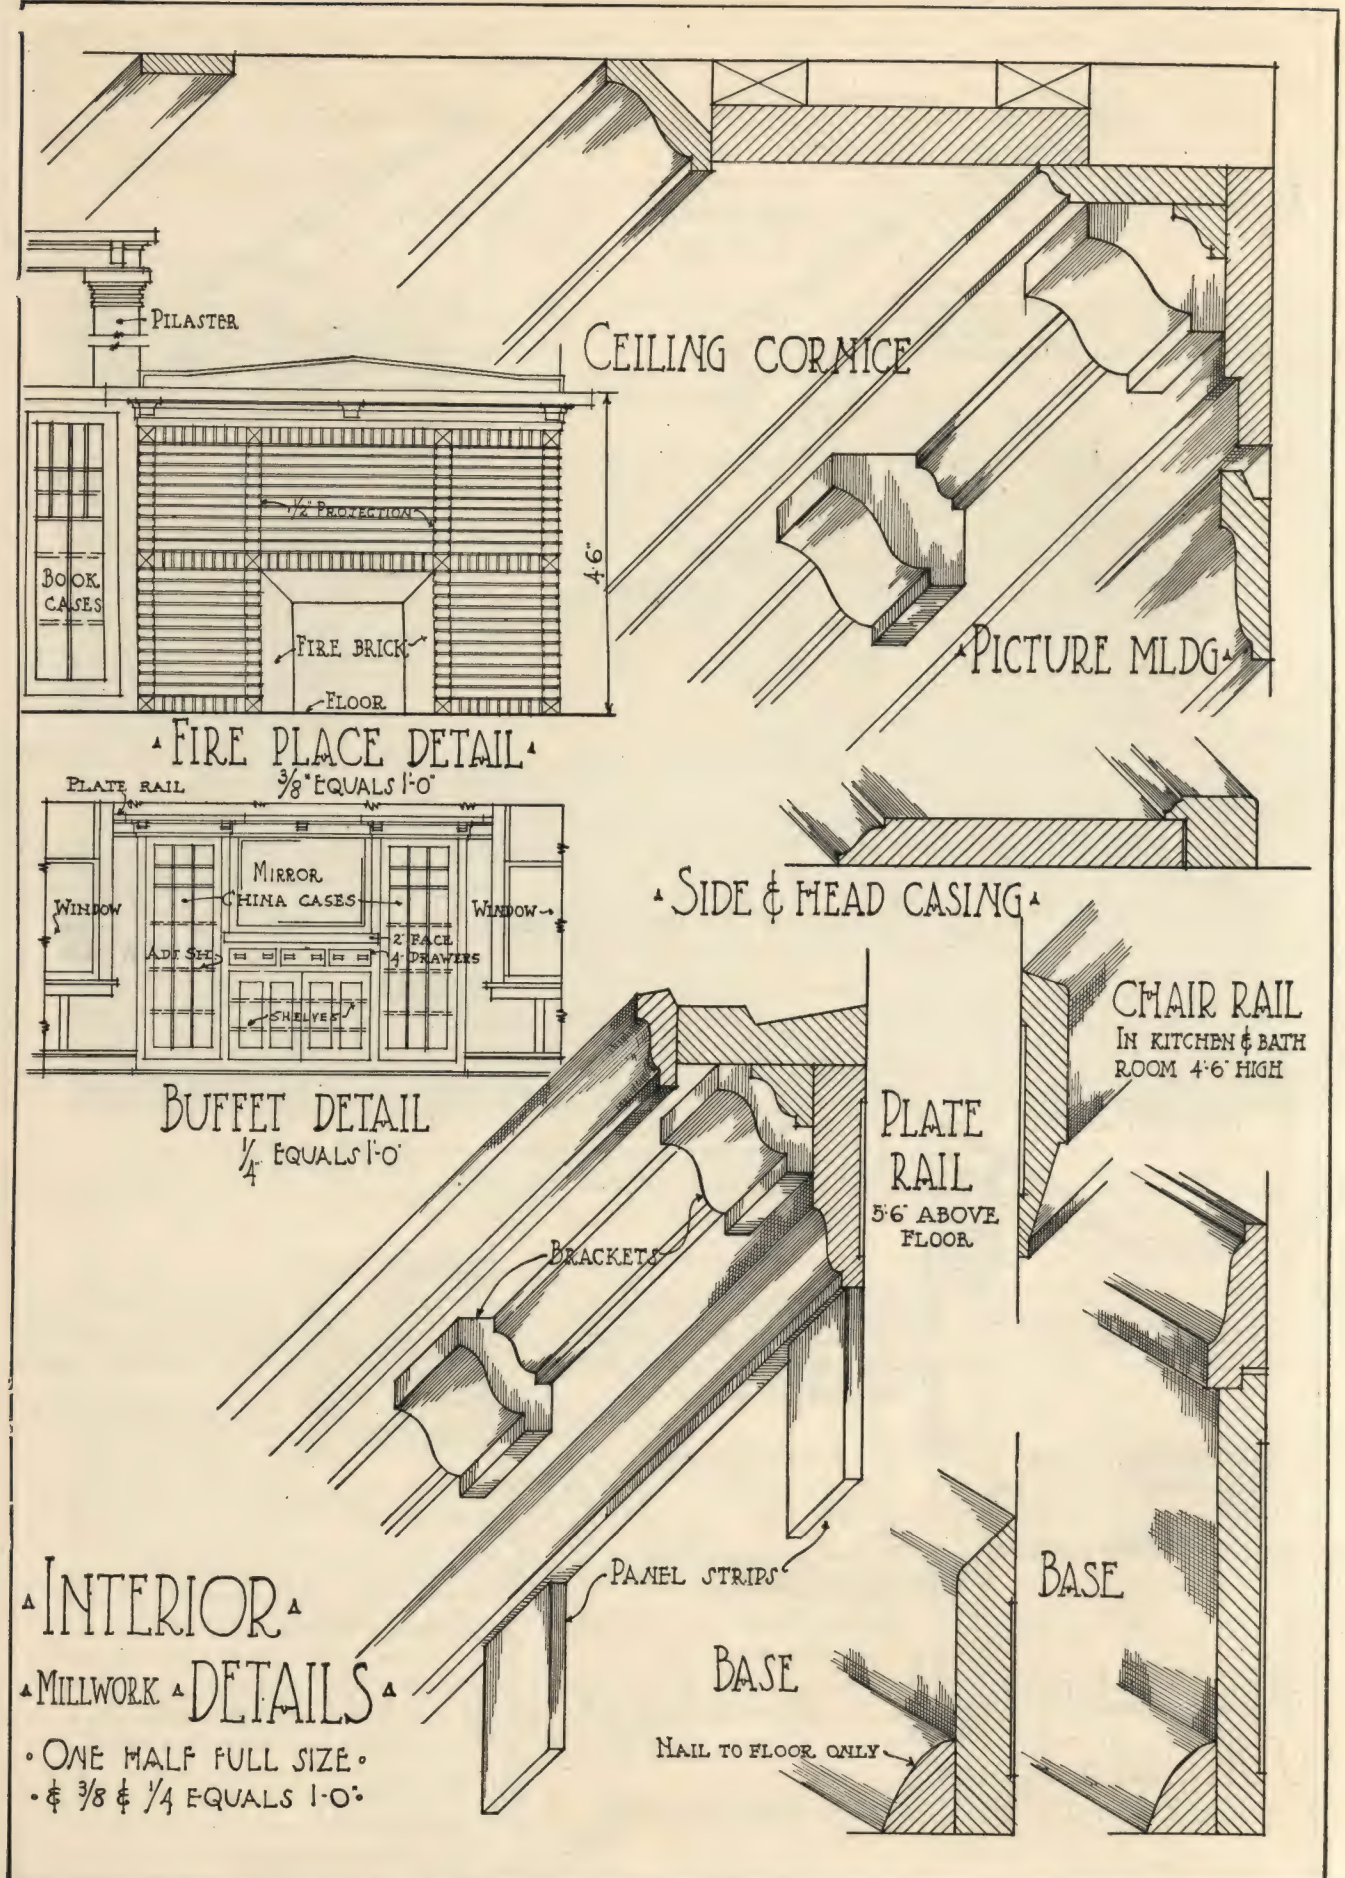 PILASTER
CEILING CORNICE
1/2" PROJECTION
4'6"
BOOK
CASES
FIRE BRICK
FLOOR
PICTURE MLDG
FIRE PLACE DETAIL
3/8" EQUALS 1'-0"
PLATE RAIL
MIRROR
CHINA CASES
WINDOW
WINDOW
2" FACE
4-DRAWERS
ADJ SH.
SHELVES
BUFFET DETAIL
1/4" EQUALS 1'-0"
SIDE & HEAD CASING
CHAIR RAIL
IN KITCHEN & BATH
ROOM 4'-6" HIGH
PLATE
RAIL
5'6" ABOVE
FLOOR
BRACKETS
PANEL STRIPS
BASE
BASE
NAIL TO FLOOR ONLY
INTERIOR
MILLWORK DETAILS
ONE HALF FULL SIZE
& 3/8 & 1/4 EQUALS 1-0"